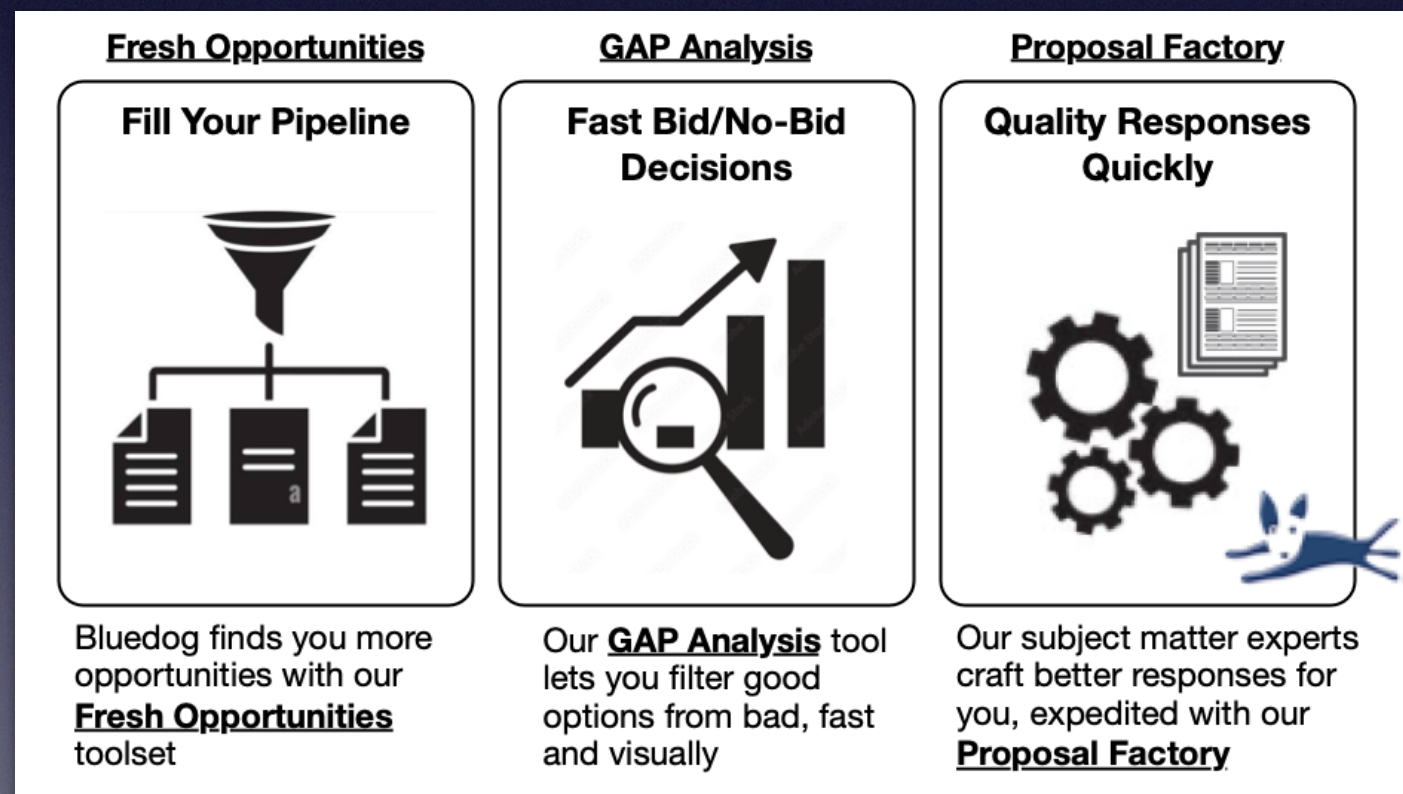 Fresh Opportunities
Fill Your Pipeline
a
Bluedog finds you more
opportunities with our
Fresh Opportunities
toolset
GAP Analysis
Fast Bid/No-Bid
Decisions
Our GAP Analysis tool
lets you filter good
options from bad, fast
and visually
Proposal Factory
Quality Responses
Quickly
Our subject matter experts
craft better responses for
you, expedited with our
Proposal Factory